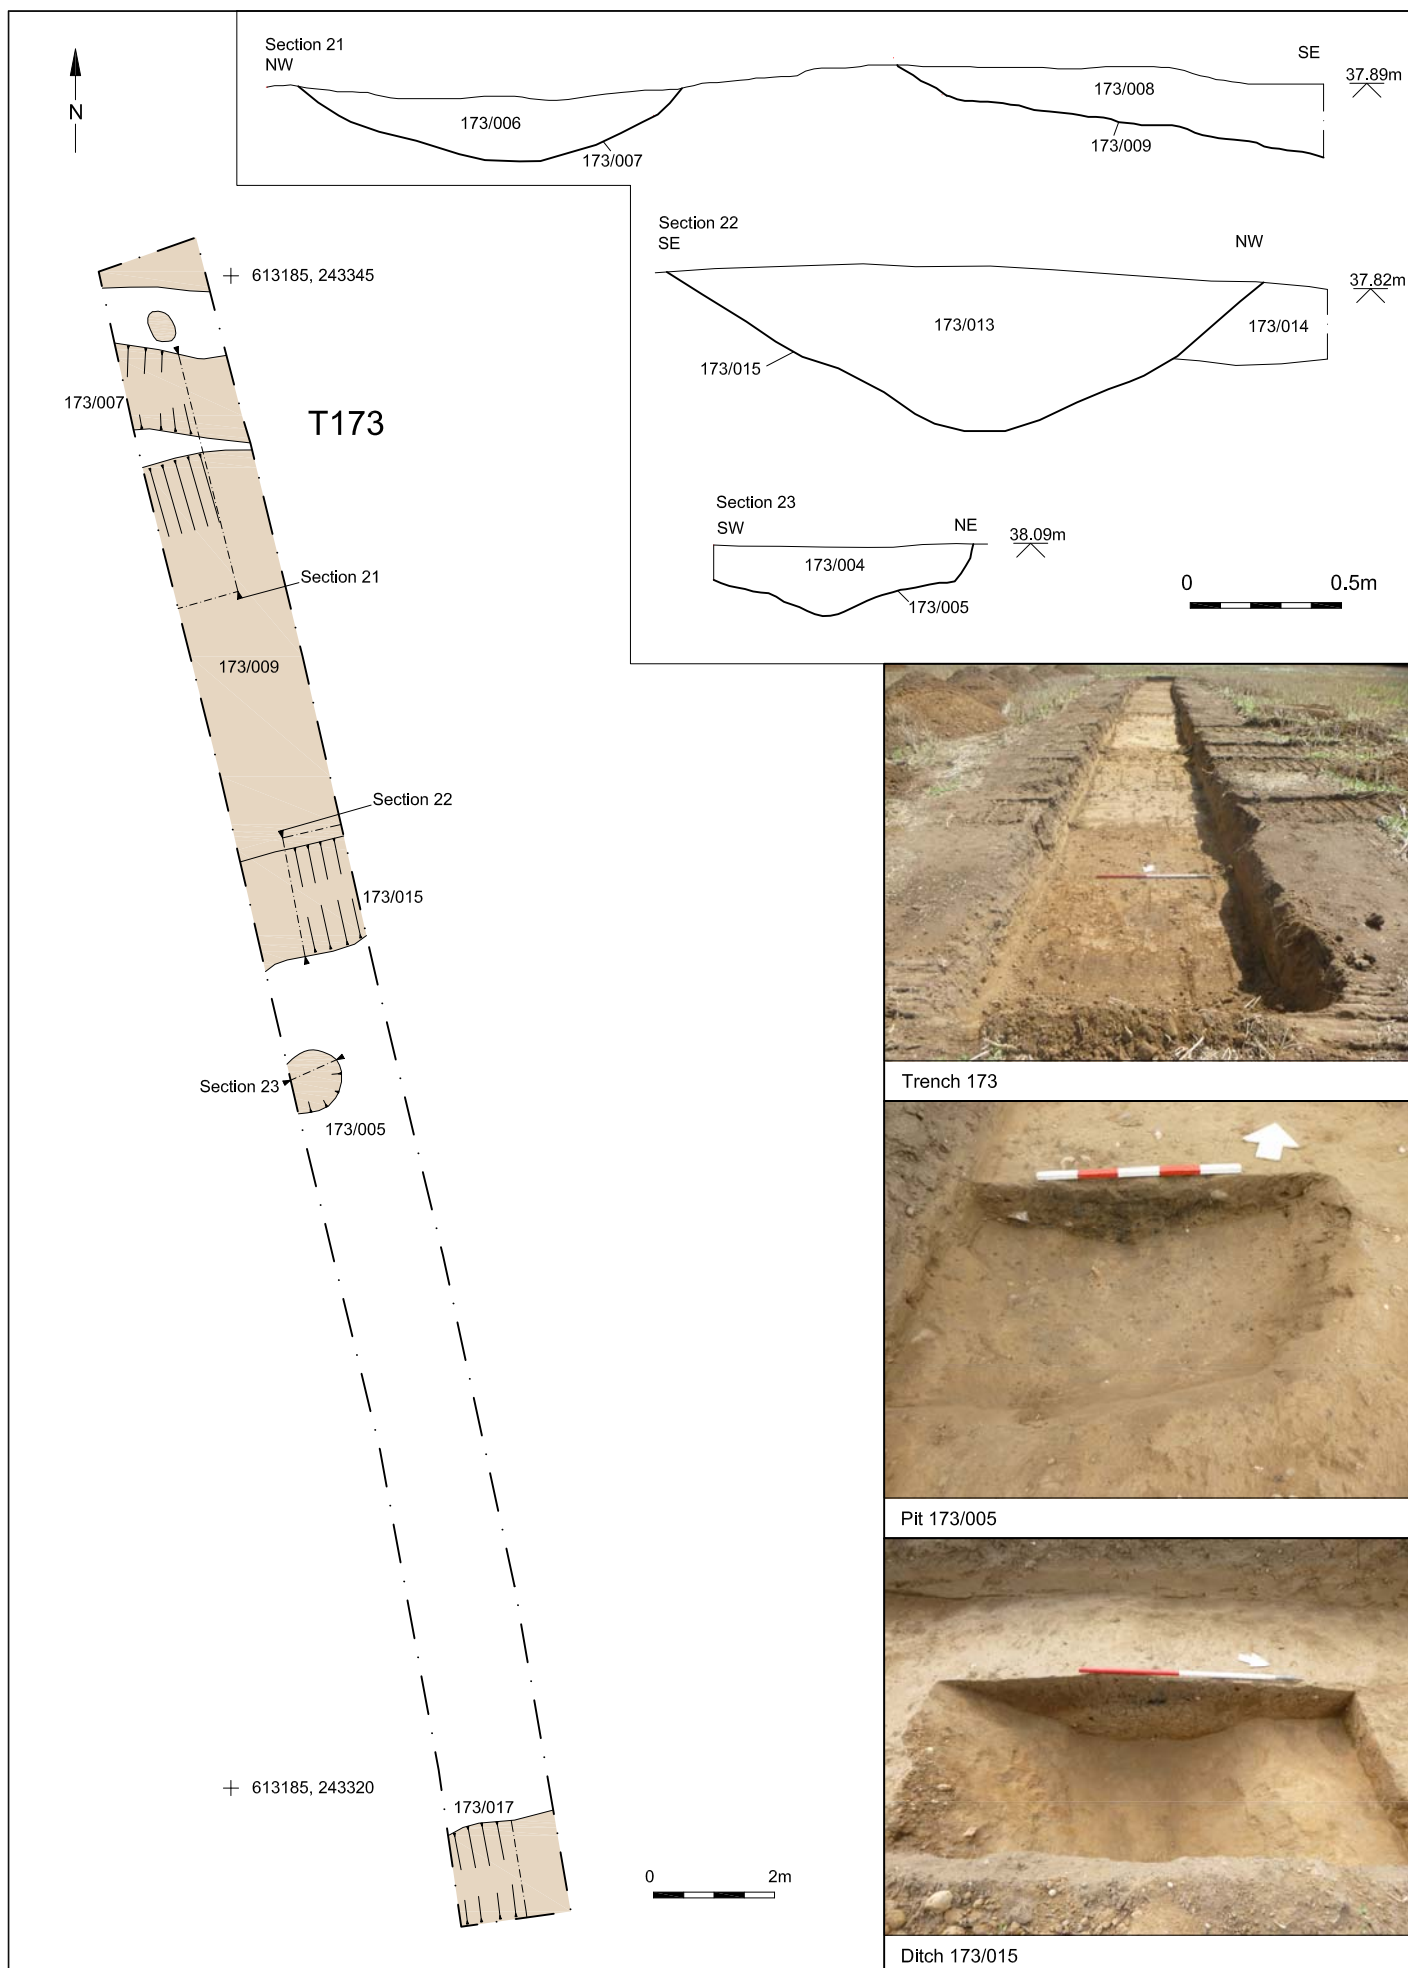 Section 21
NW
SE
37.89m
173/006
173/007
173/008
173/009
N
Section 22
SE
NW
37.82m
173/013
173/014
173/015
Section 23
SW
NE
38.09m
173/004
173/005
0 0.5m
613185, 243345
173/007
T173
Section 21
173/009
Section 22
173/015
Section 23
173/005
613185, 243320
173/017
0 2m
Trench 173
Pit 173/005
Ditch 173/015